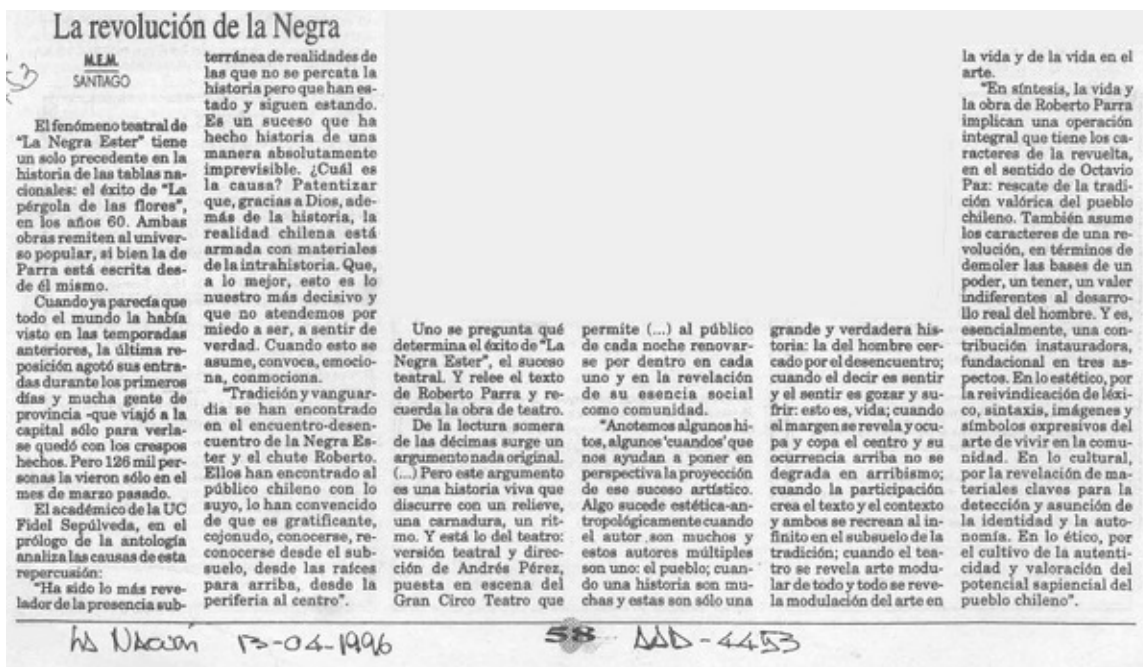 La revolución de la Negra
M.E.M.
SANTIAGO
El fenómeno teatral de
"La Negra Ester" tiene
un solo precedente en la
historia de las tablas na-
cionales: el éxito de "La
pérgola de las flores",
en los años 60. Ambas
obras remiten al univer-
so popular, si bien la de
Parra está escrita des-
de él mismo.
Cuando ya parecía que
todo el mundo la había
visto en las temporadas
anteriores, la última re-
posición agotó sus entra-
das durante los primeros
días y mucha gente de
provincia -que viajó a la
capital sólo para verla-
se quedó con los crespos
hechos. Pero 126 mil per-
sonas la vieron sólo en el
mes de marzo pasado.
El académico de la UC
Fidel Sepúlveda, en el
prólogo de la antología
analiza las causas de esta
repercusión:
"Ha sido lo más reve-
lador de la presencia sub-
terránea de realidades de
las que no se percata la
historia pero que han es-
tado y siguen estando.
Es un suceso que ha
hecho historia de una
manera absolutamente
imprevisible. ¿Cuál es
la causa? Patentizar
que, gracias a Dios, ade-
más de la historia, la
realidad chilena está
armada con materiales
de la intrahistoria. Que,
a lo mejor, esto es lo
nuestro más decisivo y
que no atendemos por
miedo a ser, a sentir de
verdad. Cuando esto se
asume, convoca, emocio-
na, conmociona.
"Tradición y vanguar-
dia se han encontrado
en el encuentro-desen-
cuentro de la Negra Es-
ter y el chute Roberto.
Ellos han encontrado al
público chileno con lo
suyo, lo han convencido
de que es gratificante,
cojonudo, conocerse, re-
conocerse desde el sub-
suelo, desde las raíces
para arriba, desde la
periferia al centro".
Uno se pregunta qué
determina el éxito de "La
Negra Ester", el suceso
teatral. Y relee el texto
de Roberto Parra y re-
cuerda la obra de teatro.
De la lectura somera
de las décimas surge un
argumento nada original.
(...) Pero este argumento
es una historia viva que
discurre con un relieve,
una carnadura, un rit-
mo. Y está lo del teatro:
versión teatral y direc-
ción de Andrés Pérez,
puesta en escena del
Gran Circo Teatro que
permite (...) al público
de cada noche renovar-
se por dentro en cada
uno y en la revelación
de su esencia social
como comunidad.
"Anotemos algunos hi-
tos, algunos 'cuandos' que
nos ayudan a poner en
perspectiva la proyección
de ese suceso artístico.
Algo sucede estética-an-
tropológicamente cuando
el autor son muchos y
estos autores múltiples
son uno: el pueblo; cuan-
do una historia son mu-
chas y estas son sólo una
grande y verdadera his-
toria: la del hombre cer-
cado por el desencuentro;
cuando el decir es sentir
y el sentir es gozar y su-
frir: esto es, vida; cuando
el margen se revela y ocu-
pa y copa el centro y su
ocurrencia arriba no se
degrada en arribismo;
cuando la participación
crea el texto y el contexto
y ambos se recrean al in-
finito en el subsuelo de la
tradición; cuando el tea-
tro se revela arte modu-
lar de todo y todo se reve-
la modulación del arte en
la vida y de la vida en el
arte.
"En síntesis, la vida y
la obra de Roberto Parra
implican una operación
integral que tiene los ca-
racteres de la revuelta,
en el sentido de Octavio
Paz: rescate de la tradi-
ción valórica del pueblo
chileno. También asume
los caracteres de una re-
volución, en términos de
demoler las bases de un
poder, un tener, un valer
indiferentes al desarro-
llo real del hombre. Y es,
esencialmente, una con-
tribución instauradora,
fundacional en tres as-
pectos. En lo estético, por
la reivindicación de léxi-
co, sintaxis, imágenes y
símbolos expresivos del
arte de vivir en la comu-
nidad. En lo cultural,
por la revelación de ma-
teriales claves para la
detección y asunción de
la identidad y la auto-
nomía. En lo ético, por
el cultivo de la autenti-
cidad y valoración del
potencial sapiencial del
pueblo chileno".
La Nación 13-04-1996 58 AAD-4453